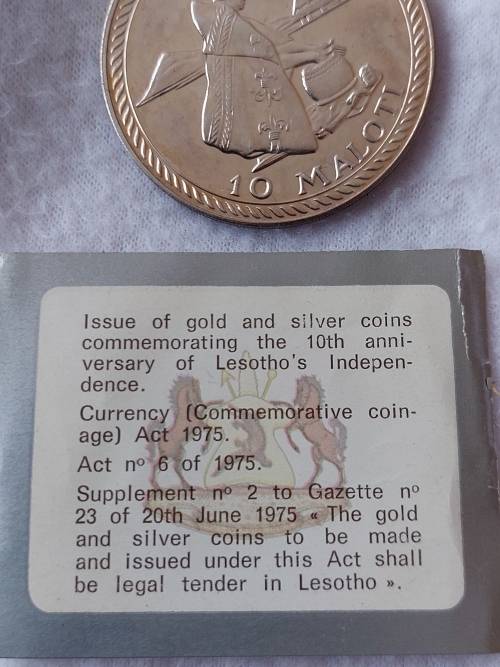 10 MALOTI
Issue of gold and silver coins
commemorating the 10th anni-
versary of Lesotho's Indepen-
dence.
Currency (Commemorative coin-
age) Act 1975.
Act nº 6 of 1975.
Supplement nº 2 to Gazette nº
23 of 20th June 1975 « The gold
and silver coins to be made
and issued under this Act shall
be legal tender in Lesotho ».